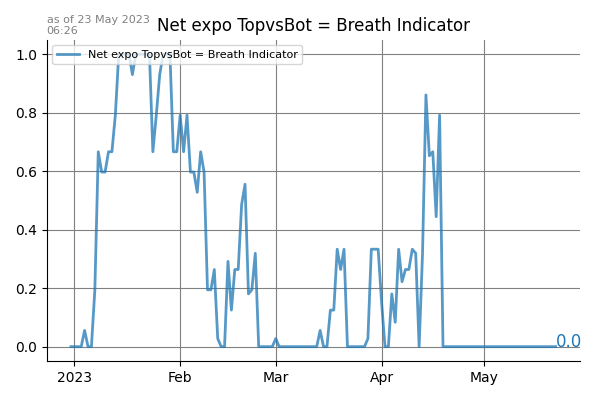 as of 23 May 2023
06:26
Net expo TopvsBot = Breath Indicator
Net expo TopvsBot = Breath Indicator
1.0
0.8
0.6
0.4
0.2
0.0
0.0
2023 Feb Mar Apr May